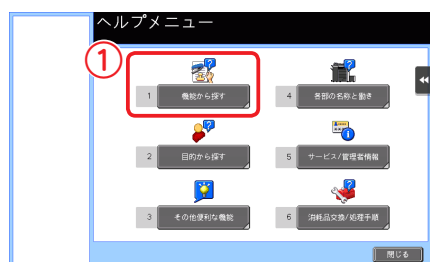 ヘルプメニュー
①
1 機能から探す
4 各部の名称と働き
2 目的から探す
5 サービス/管理者情報
3 その他便利な機能
6 消耗品交換/処理手順
閉じる